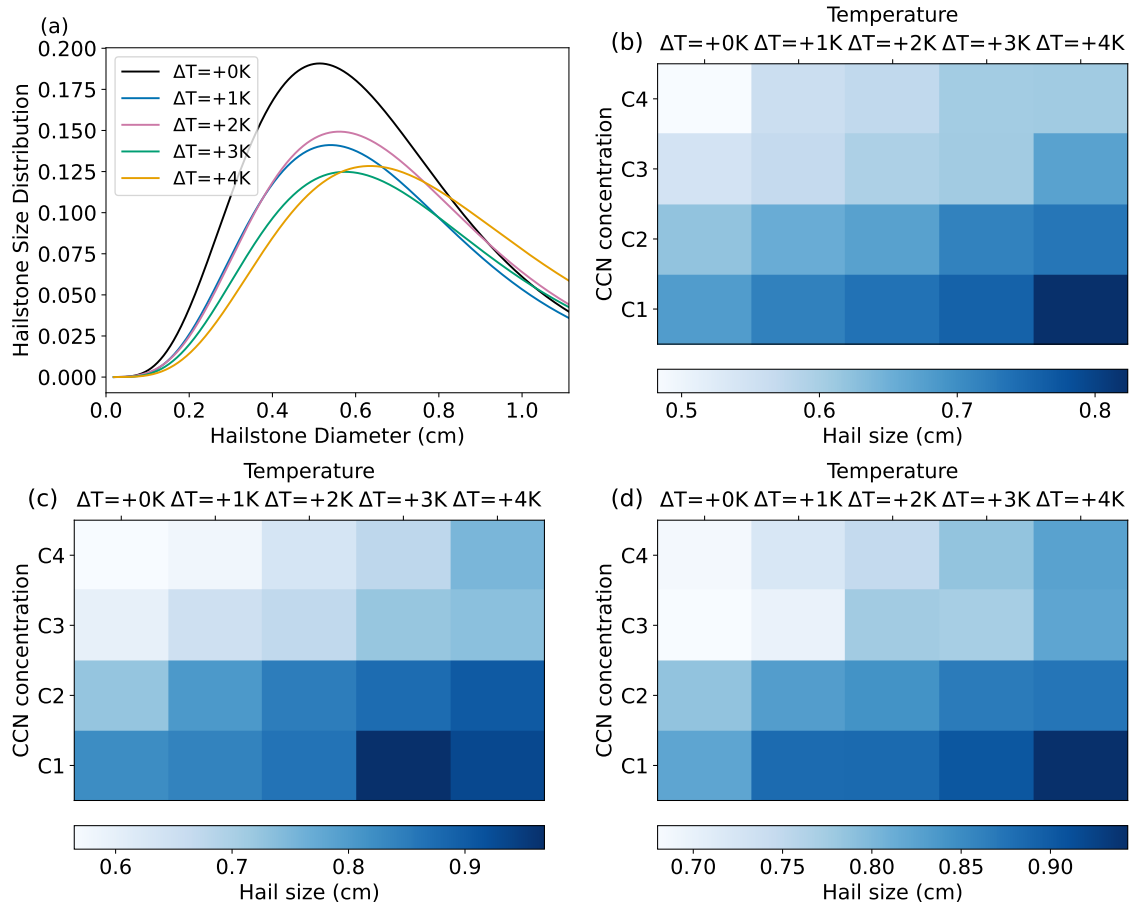 (a)
Hailstone Size Distribution
0.200
0.175
0.150
0.125
0.100
0.075
0.050
0.025
0.000
ΔT=+0K
ΔT=+1K
ΔT=+2K
ΔT=+3K
ΔT=+4K
0.0 0.2 0.4 0.6 0.8 1.0
Hailstone Diameter (cm)
Temperature
(b) ΔT=+0K ΔT=+1K ΔT=+2K ΔT=+3K ΔT=+4K
CCN concentration
C4
C3
C2
C1
0.5 0.6 0.7 0.8
Hail size (cm)
Temperature
(c) ΔT=+0K ΔT=+1K ΔT=+2K ΔT=+3K ΔT=+4K
CCN concentration
C4
C3
C2
C1
0.6 0.7 0.8 0.9
Hail size (cm)
Temperature
(d) ΔT=+0K ΔT=+1K ΔT=+2K ΔT=+3K ΔT=+4K
CCN concentration
C4
C3
C2
C1
0.70 0.75 0.80 0.85 0.90
Hail size (cm)